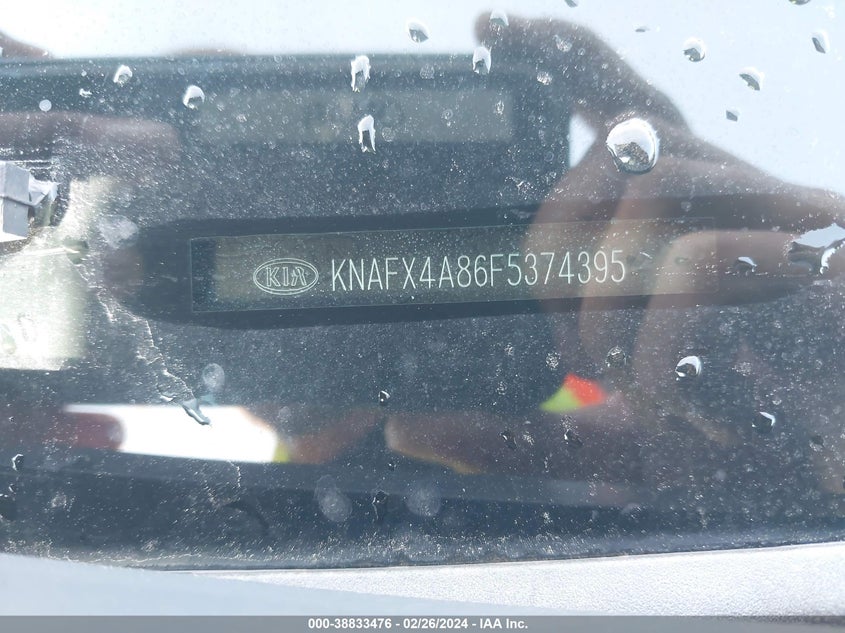 KIA KNAFX4A86F5374395
000-38833476 - 02/26/2024 - IAA Inc.